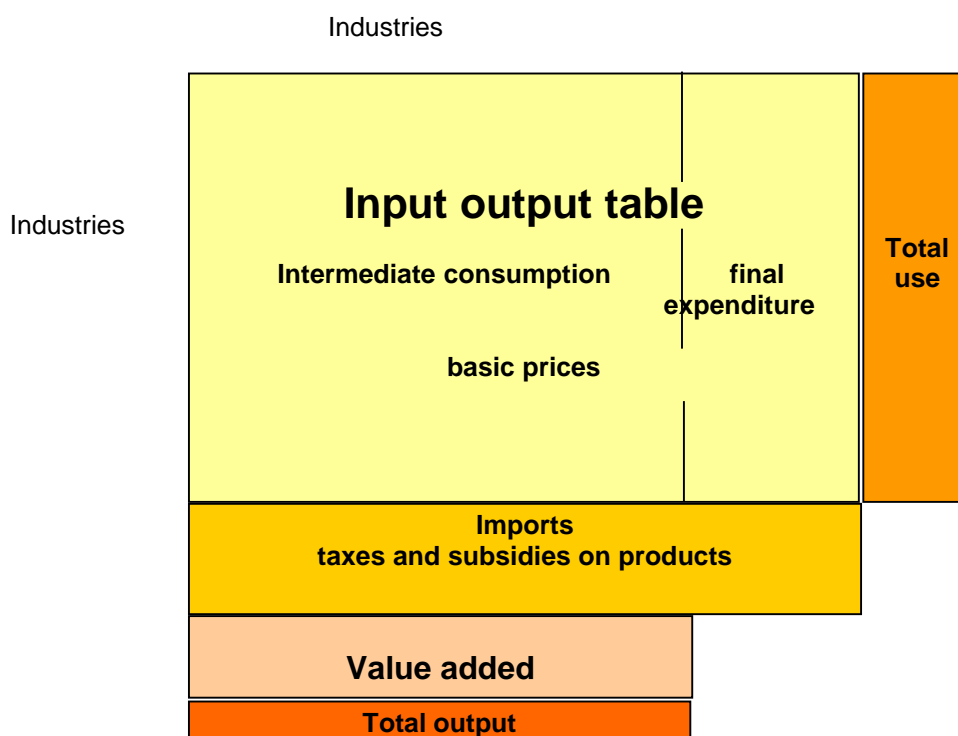 Industries
Input output table
Industries
Intermediate consumption
final
expenditure
Total
use
basic prices
Imports
taxes and subsidies on products
Value added
Total output